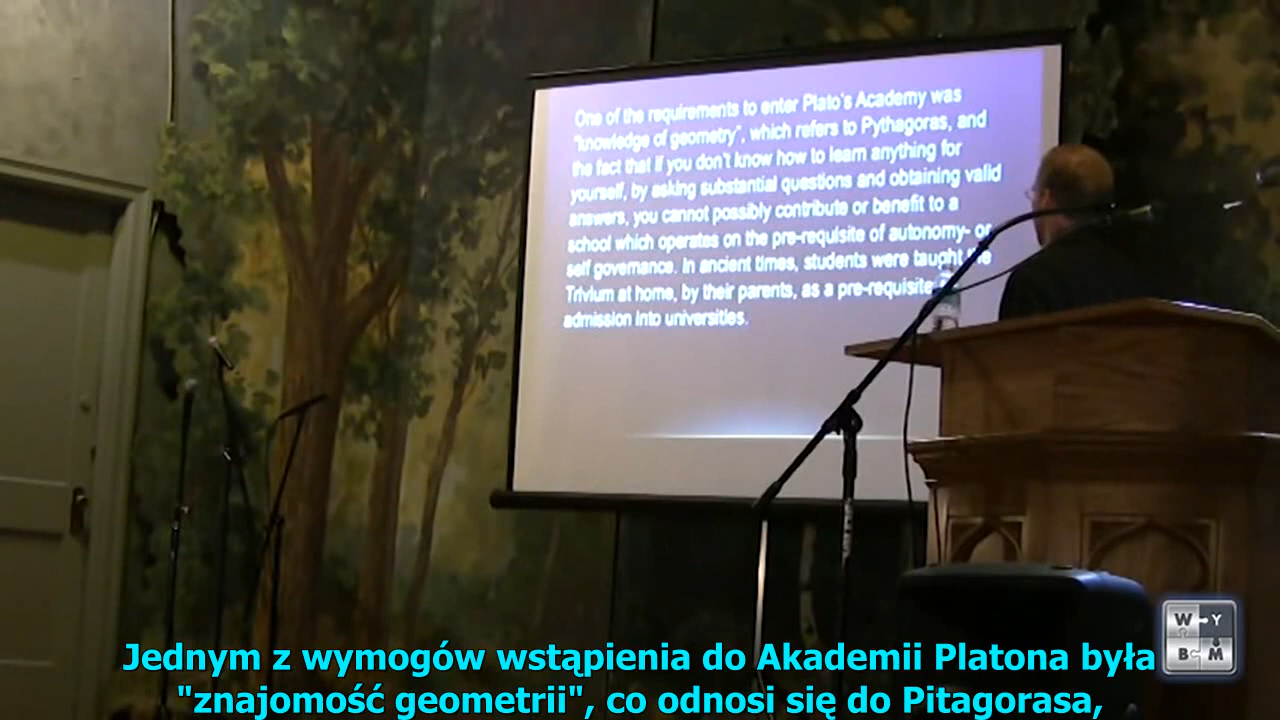 One of the requirements to enter Plato's Academy was
"knowledge of geometry", which refers to Pythagoras, and
the fact that if you don't know how to learn anything for
yourself, by asking substantial questions and obtaining valid
answers, you cannot possibly contribute or benefit to a
school which operates on the pre-requisite of autonomy- or
self governance. In ancient times, students were taught the
Trivium at home, by their parents, as a pre-requisite
admission into universities.
Jednym z wymogów wstąpienia do Akademii Platona była
"znajomość geometrii", co odnosi się do Pitagorasa,
W Y
B M